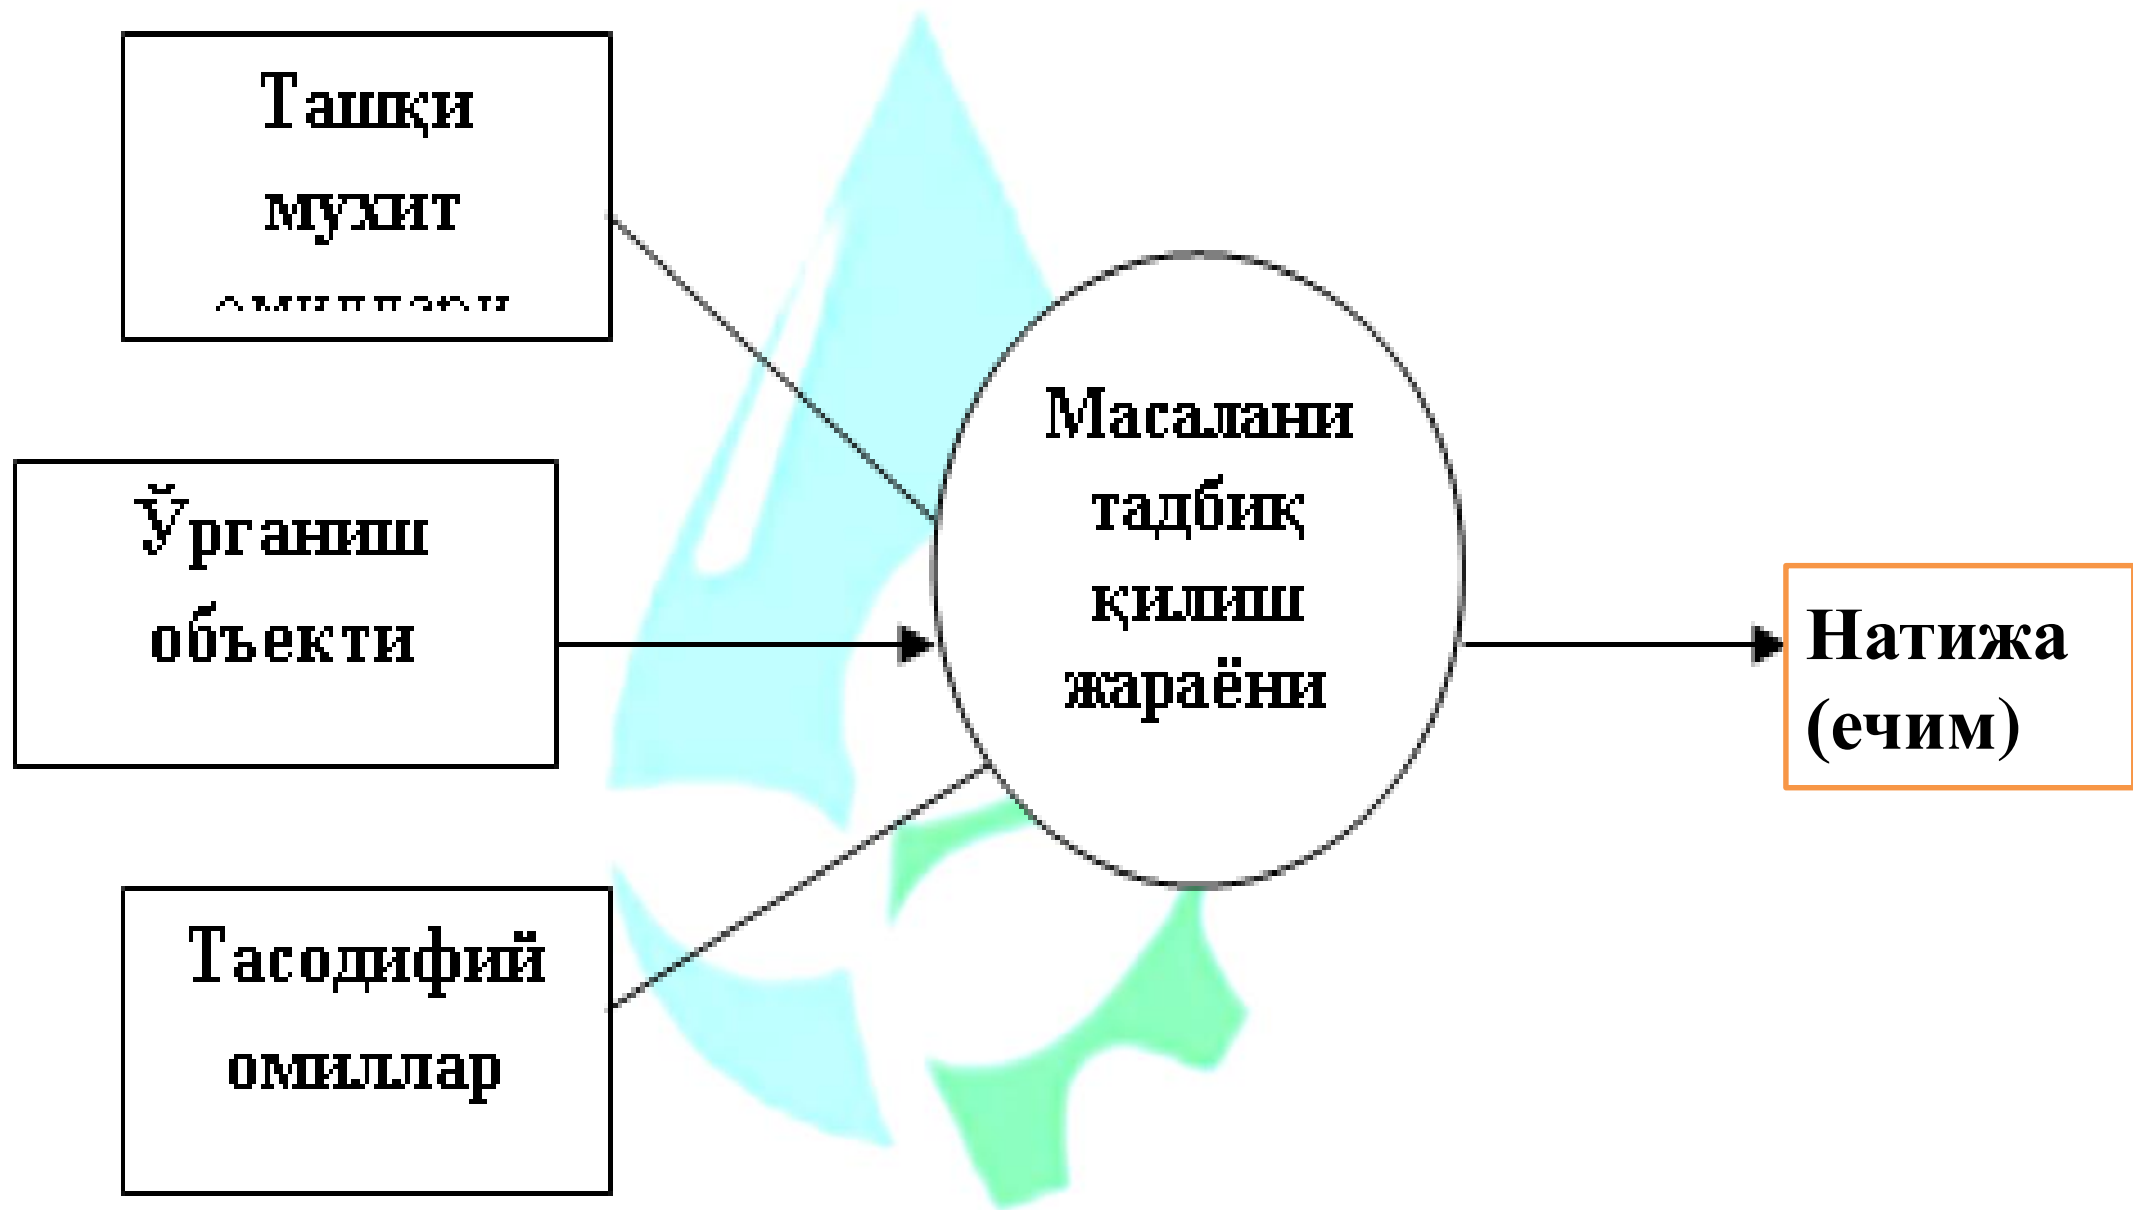 Ташқи
мухит
Ўрганиш
объекти
Тасодифий
омиллар
Масалани
тадбиқ
қилиш
жараёни
Натижа
(ечим)